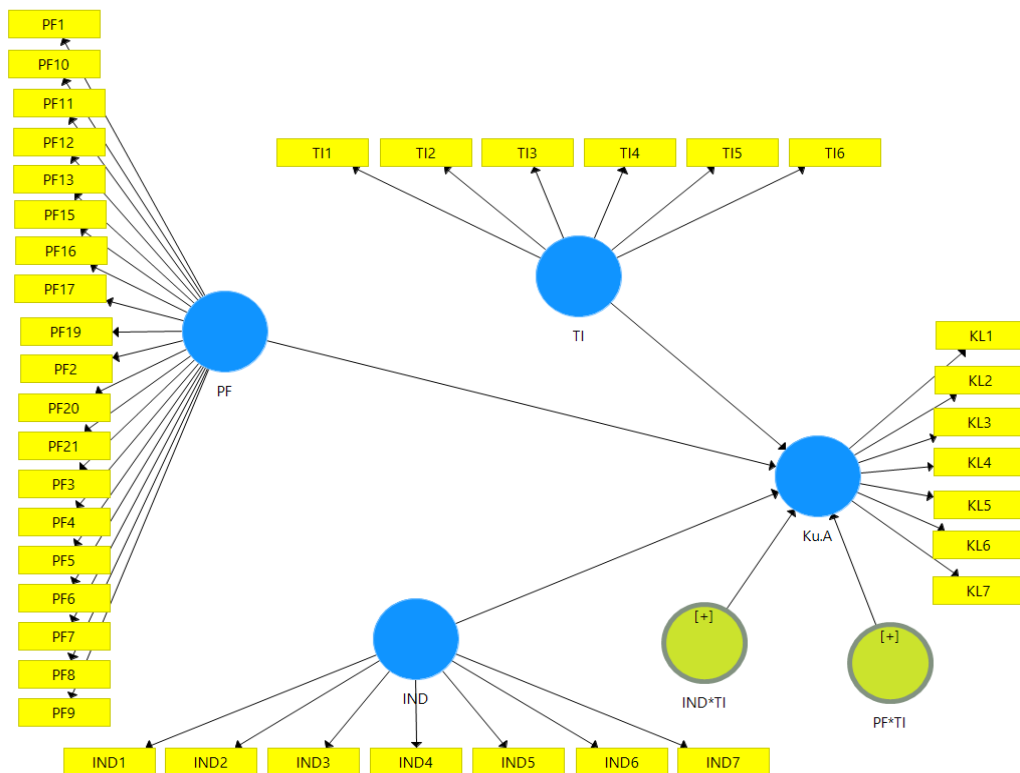 PF1
PF10
PF11
PF12
PF13
PF15
PF16
PF17
PF19
PF2
PF20
PF21
PF3
PF4
PF5
PF6
PF7
PF8
PF9
PF
TI1 TI2 TI3 TI4 TI5 TI6
TI
KL1
KL2
KL3
KL4
KL5
KL6
KL7
Ku.A
[+]
IND*TI
[+]
PF*TI
IND
IND1 IND2 IND3 IND4 IND5 IND6 IND7